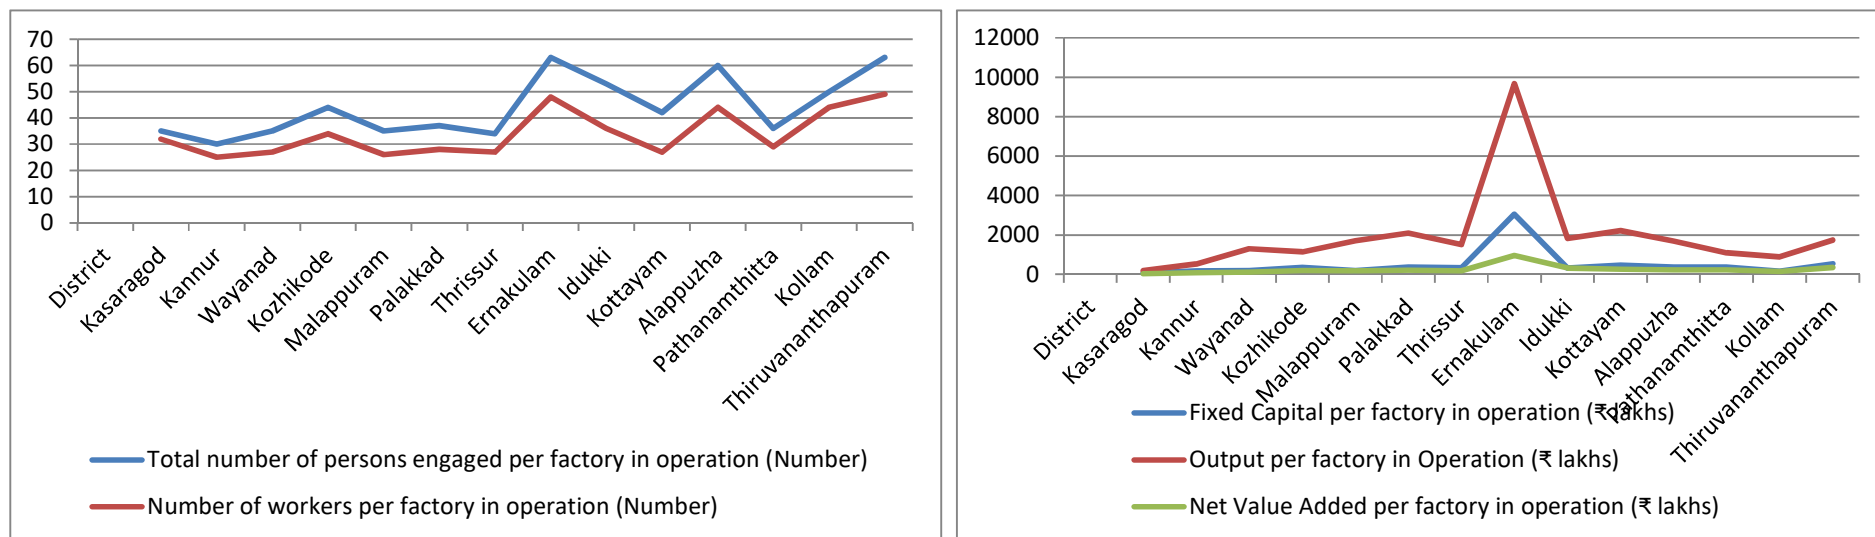 70
60
50
40
30
20
10
0
District
Kasaragod
Kannur
Wayanad
Kozhikode
Malappuram
Palakkad
Thrissur
Ernakulam
Idukki
Kottayam
Alappuzha
Pathanamthitta
Kollam
Thiruvananthapuram
Total number of persons engaged per factory in operation (Number)
Number of workers per factory in operation (Number)
12000
10000
8000
6000
4000
2000
0
District
Kasaragod
Kannur
Wayanad
Kozhikode
Malappuram
Palakkad
Thrissur
Ernakulam
Idukki
Kottayam
Alappuzha
Pathanamthitta
Kollam
Thiruvananthapuram
Fixed Capital per factory in operation (₹ lakhs)
Output per factory in Operation (₹ lakhs)
Net Value Added per factory in operation (₹ lakhs)